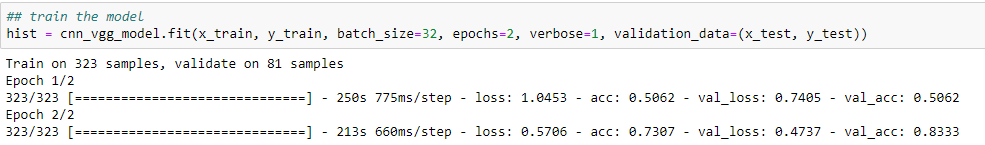 ## train the model
hist = cnn_vgg_model.fit(x_train, y_train, batch_size=32, epochs=2, verbose=1, validation_data=(x_test, y_test))
Train on 323 samples, validate on 81 samples
Epoch 1/2
323/323 [==============================] - 250s 775ms/step - loss: 1.0453 - acc: 0.5062 - val_loss: 0.7405 - val_acc: 0.5062
Epoch 2/2
323/323 [==============================] - 213s 660ms/step - loss: 0.5706 - acc: 0.7307 - val_loss: 0.4737 - val_acc: 0.8333